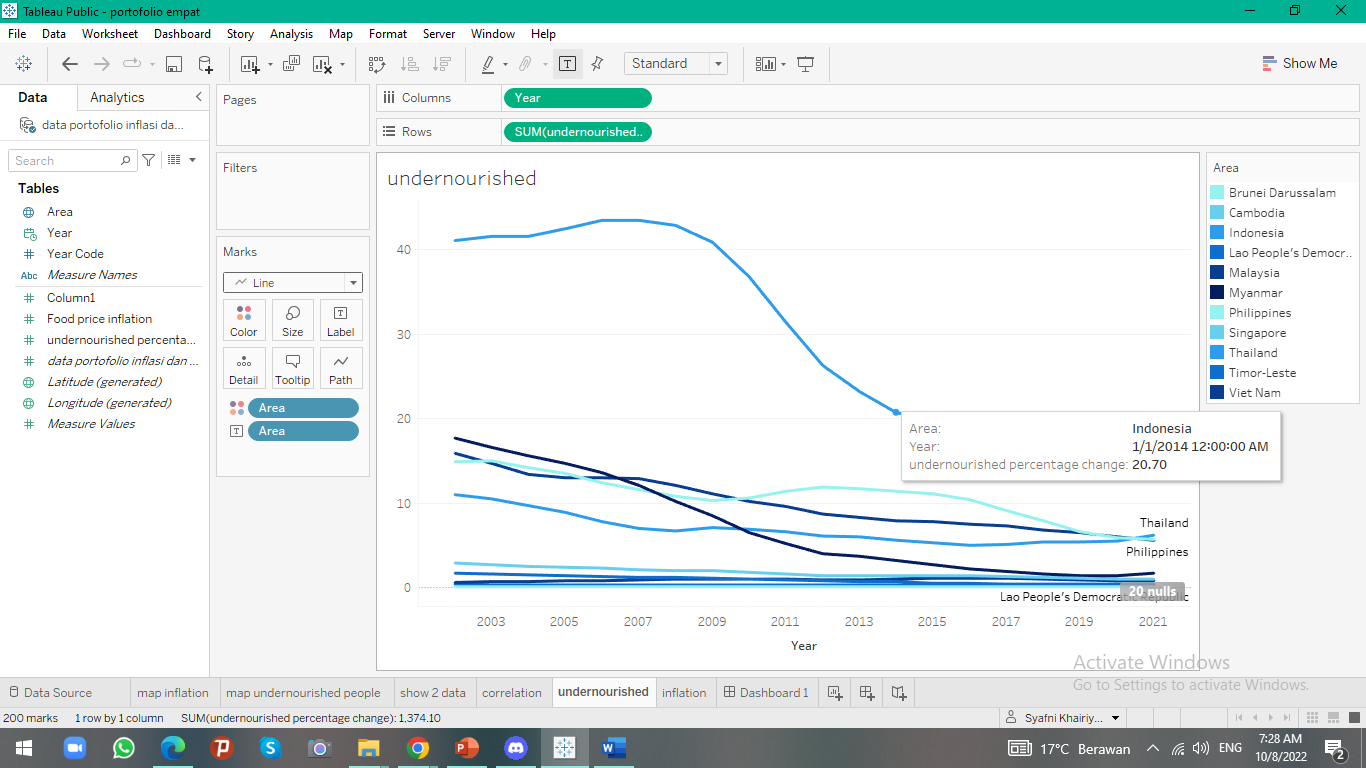 Tableau Public - portofolio empat
File Data Worksheet Dashboard Story Analysis Map Format Server Window Help
Standard
Show Me
Data Analytics
data portofolio inflasi da...
Search
Tables
Area
Year
Year Code
Abc Measure Names
Column1
Food price inflation
undernourished percenta...
data portofolio inflasi dan ...
Latitude (generated)
Longitude (generated)
Measure Values
Pages
Filters
Marks
Line
Color Size Label
Detail Tooltip Path
Area
Area
Columns Year
Rows SUM(undernourished..
undernourished
40
30
20
10
0
2003 2005 2007 2009 2011 2013 2015 2017 2019 2021
Year
Area: Indonesia
Year: 1/1/2014 12:00:00 AM
undernourished percentage change: 20.70
Thailand
Philippines
20 nulls
Lao People's Democratic Republic
Area
Brunei Darussalam
Cambodia
Indonesia
Lao People's Democr..
Malaysia
Myanmar
Philippines
Singapore
Thailand
Timor-Leste
Viet Nam
Activate Windows
Go to Settings to activate Windows.
Data Source map inflation map undernourished people show 2 data correlation undernourished inflation Dashboard 1
200 marks 1 row by 1 column SUM(undernourished percentage change): 1,374.10
Syafni Khairiy...
17°C Berawan
ENG
7:28 AM
10/8/2022
2